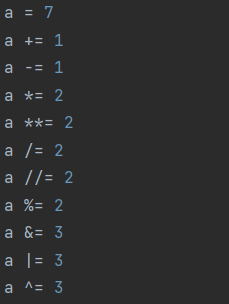 a = 7
a += 1
a -= 1
a *= 2
a **= 2
a /= 2
a //= 2
a %= 2
a &= 3
a |= 3
a ^= 3